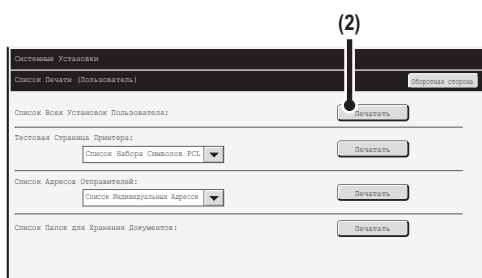 (2)
Системные Установки
Список Печати (Пользователь)
Оборотная сторона
Список Всех Установок Пользователя:
Печатать
Тестовая Страница Принтера:
Список Набора Символов PCL
Печатать
Список Адресов Отправителей:
Список Индивидуальных Адресов
Печатать
Список Папок для Хранения Документов:
Печатать